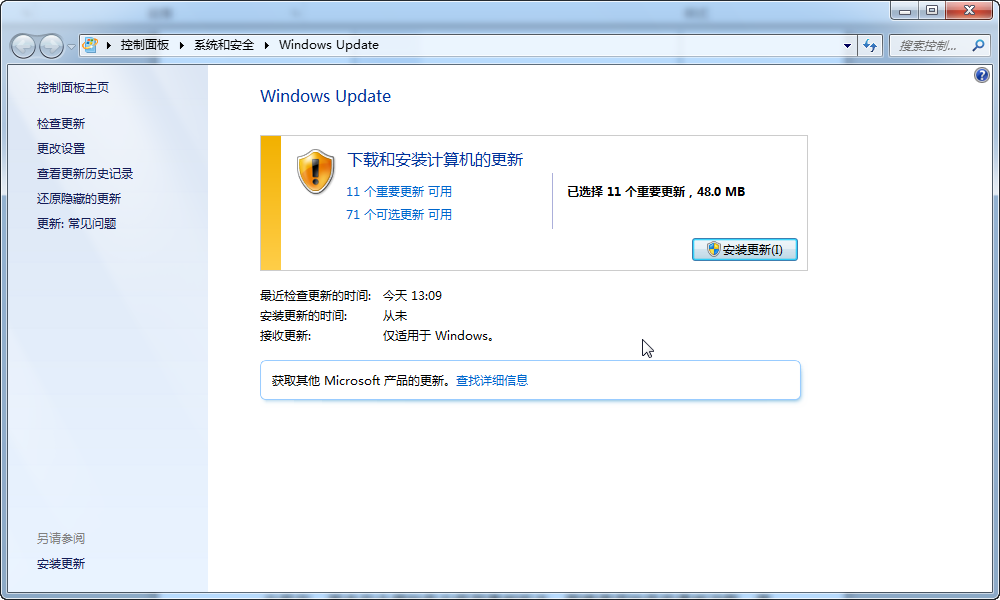 控制面板 ▸ 系统和安全 ▸ Windows Update
搜索控制...
控制面板主页
检查更新
更改设置
查看更新历史记录
还原隐藏的更新
更新: 常见问题
Windows Update
下载和安装计算机的更新
11 个重要更新 可用
71 个可选更新 可用
已选择 11 个重要更新，48.0 MB
安装更新(I)
最近检查更新的时间: 今天 13:09
安装更新的时间: 从未
接收更新: 仅适用于 Windows。
获取其他 Microsoft 产品的更新。查找详细信息
另请参阅
安装更新